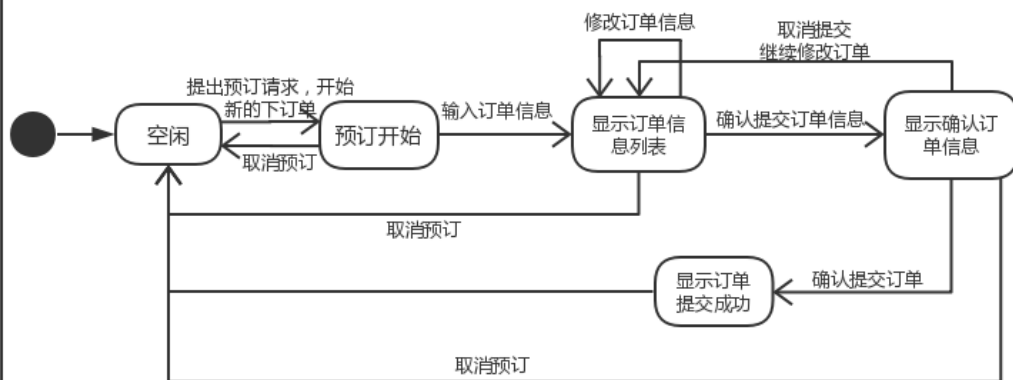 修改订单信息
取消提交
继续修改订单
提出预订请求，开始
新的下订单
空闲
预订开始
取消预订
输入订单信息
显示订单信
息列表
确认提交订单信息
显示确认订
单信息
取消预订
显示订单
提交成功
确认提交订单
取消预订